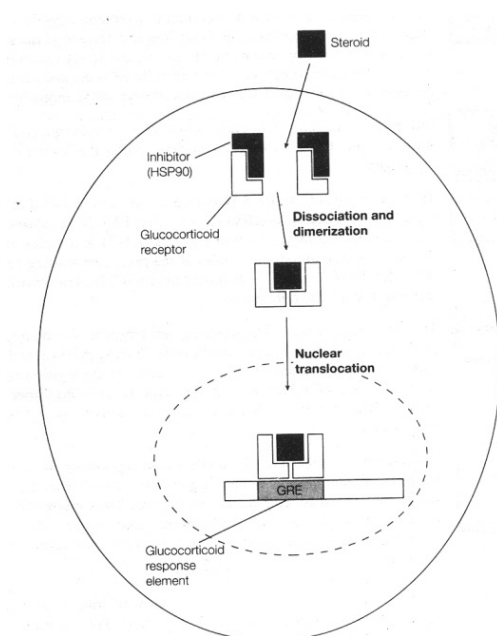 Steroid
Inhibitor
(HSP90)
Glucocorticoid
receptor
Dissociation and
dimerization
Nuclear
translocation
GRE
Glucocorticoid
response
element